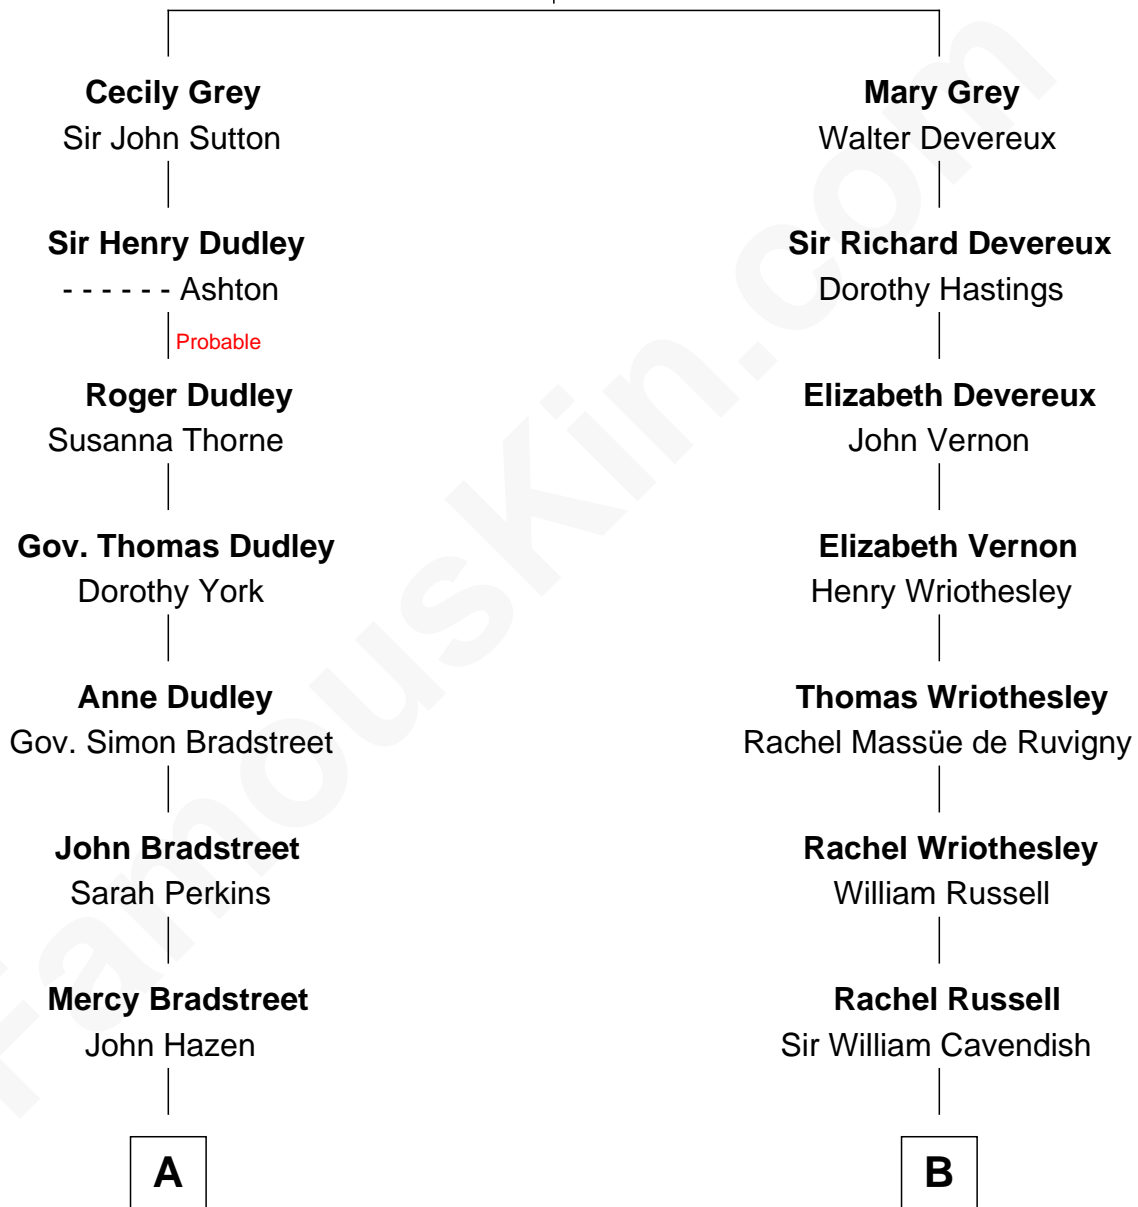 Cecily Grey
Sir John Sutton
Mary Grey
Walter Devereux
Sir Henry Dudley
- - - - - - Ashton
Probable
Sir Richard Devereux
Dorothy Hastings
Roger Dudley
Susanna Thorne
Elizabeth Devereux
John Vernon
Gov. Thomas Dudley
Dorothy York
Elizabeth Vernon
Henry Wriothesley
Anne Dudley
Gov. Simon Bradstreet
Thomas Wriothesley
Rachel Massüe de Ruvigny
John Bradstreet
Sarah Perkins
Rachel Wriothesley
William Russell
Mercy Bradstreet
John Hazen
Rachel Russell
Sir William Cavendish
A
B
FamousKin.com